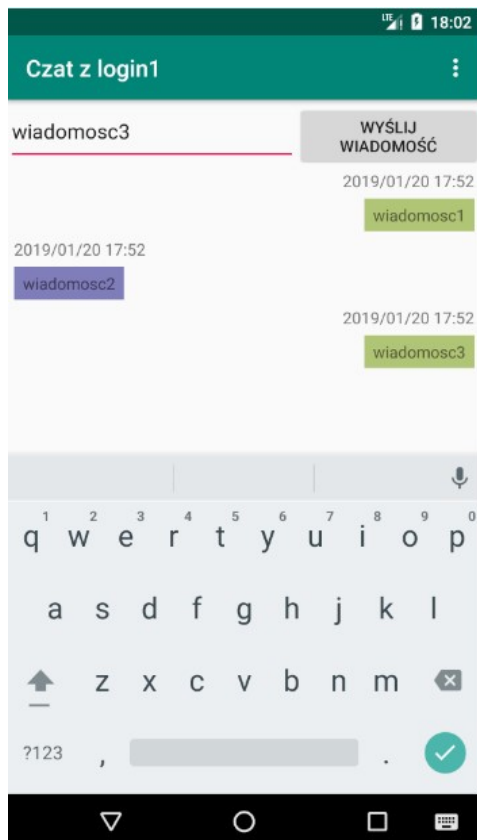 LTE 18:02
Czat z login1
wiadomosc3
WYŚLIJ
WIADOMOŚĆ
2019/01/20 17:52
wiadomosc1
2019/01/20 17:52
wiadomosc2
2019/01/20 17:52
wiadomosc3
1 2 3 4 5 6 7 8 9 0
q w e r t y u i o p
a s d f g h j k l
z x c v b n m
?123 , .